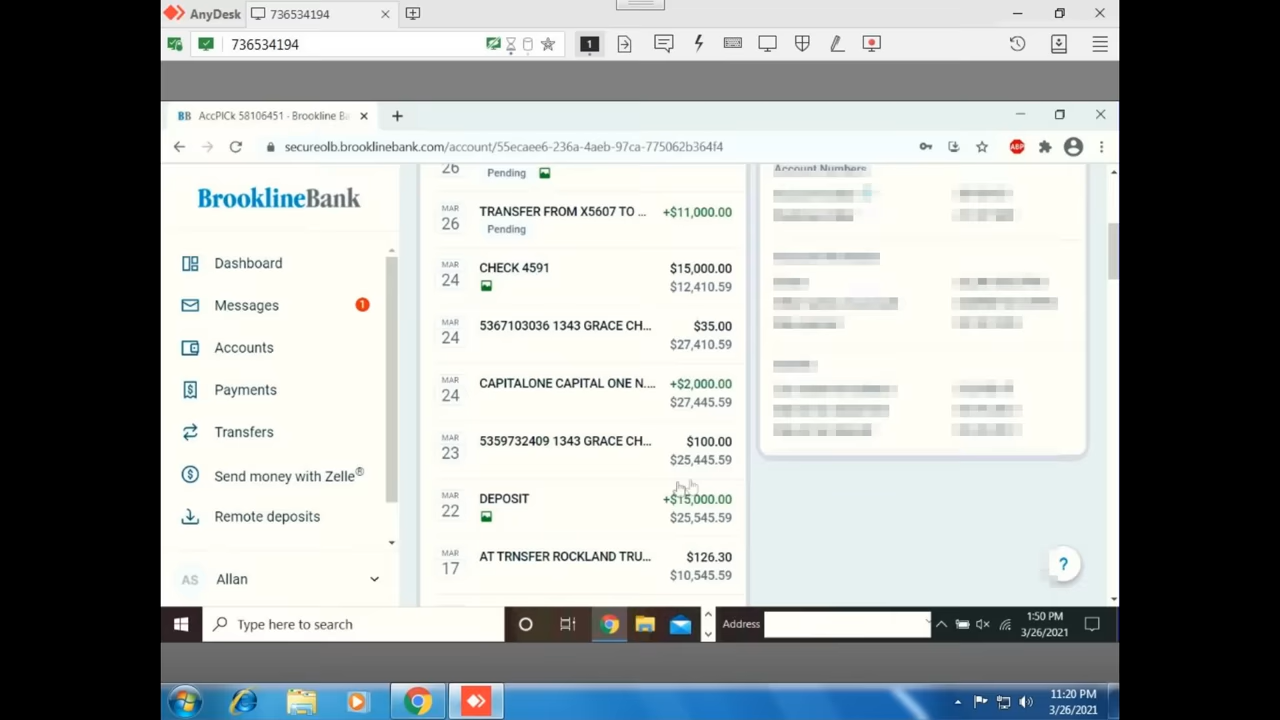 AnyDesk
736534194
736534194
1
AccPICk 58106451 - Brookline Ba
secureolb.brooklinebank.com/account/55ecaee6-236a-4aeb-97ca-775062b364f4
ABP
BrooklineBank
Dashboard
Messages
1
Accounts
Payments
Transfers
Send money with Zelle®
Remote deposits
AS
Allan
26
Pending
MAR
26
TRANSFER FROM X5607 TO ...
+$11,000.00
Pending
MAR
24
CHECK 4591
$15,000.00
$12,410.59
MAR
24
5367103036 1343 GRACE CH...
$35.00
$27,410.59
MAR
24
CAPITALONE CAPITAL ONE N....
+$2,000.00
$27,445.59
MAR
23
5359732409 1343 GRACE CH...
$100.00
$25,445.59
MAR
22
DEPOSIT
+$15,000.00
$25,545.59
MAR
17
AT TRNSFER ROCKLAND TRU...
$126.30
$10,545.59
Account Numbers
?
Type here to search
Address
1:50 PM
3/26/2021
11:20 PM
3/26/2021